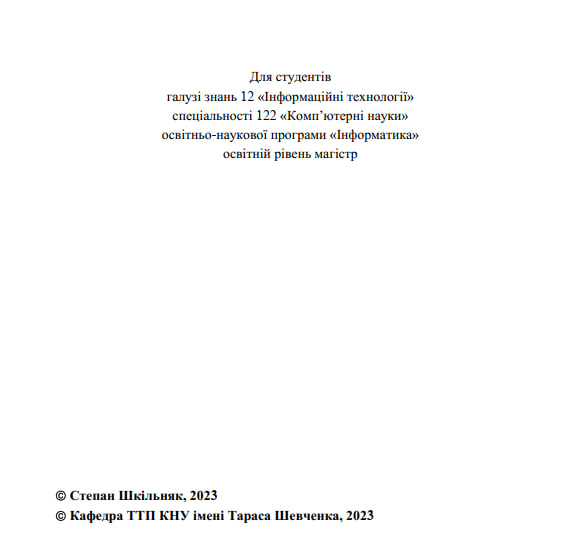 Для студентів
галузі знань 12 «Інформаційні технології»
спеціальності 122 «Комп’ютерні науки»
освітньо-наукової програми «Інформатика»
освітній рівень магістр
© Степан Шкільняк, 2023
© Кафедра ТТП КНУ імені Тараса Шевченка, 2023